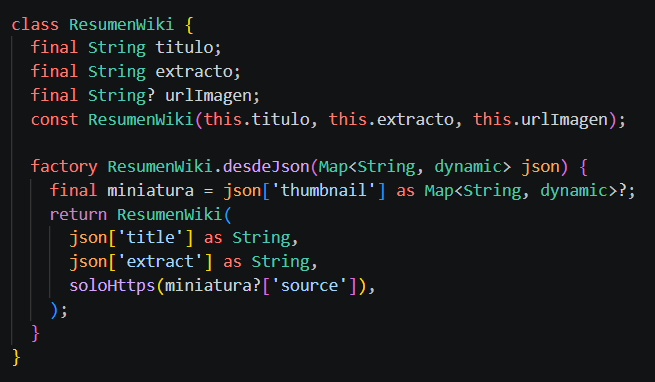 class ResumenWiki {
  final String titulo;
  final String extracto;
  final String? urlImagen;
  const ResumenWiki(this.titulo, this.extracto, this.urlImagen);

  factory ResumenWiki.desdeJson(Map<String, dynamic> json) {
    final miniatura = json['thumbnail'] as Map<String, dynamic>?;
    return ResumenWiki(
      json['title'] as String,
      json['extract'] as String,
      soloHttps(miniatura?['source']),
    );
  }
}